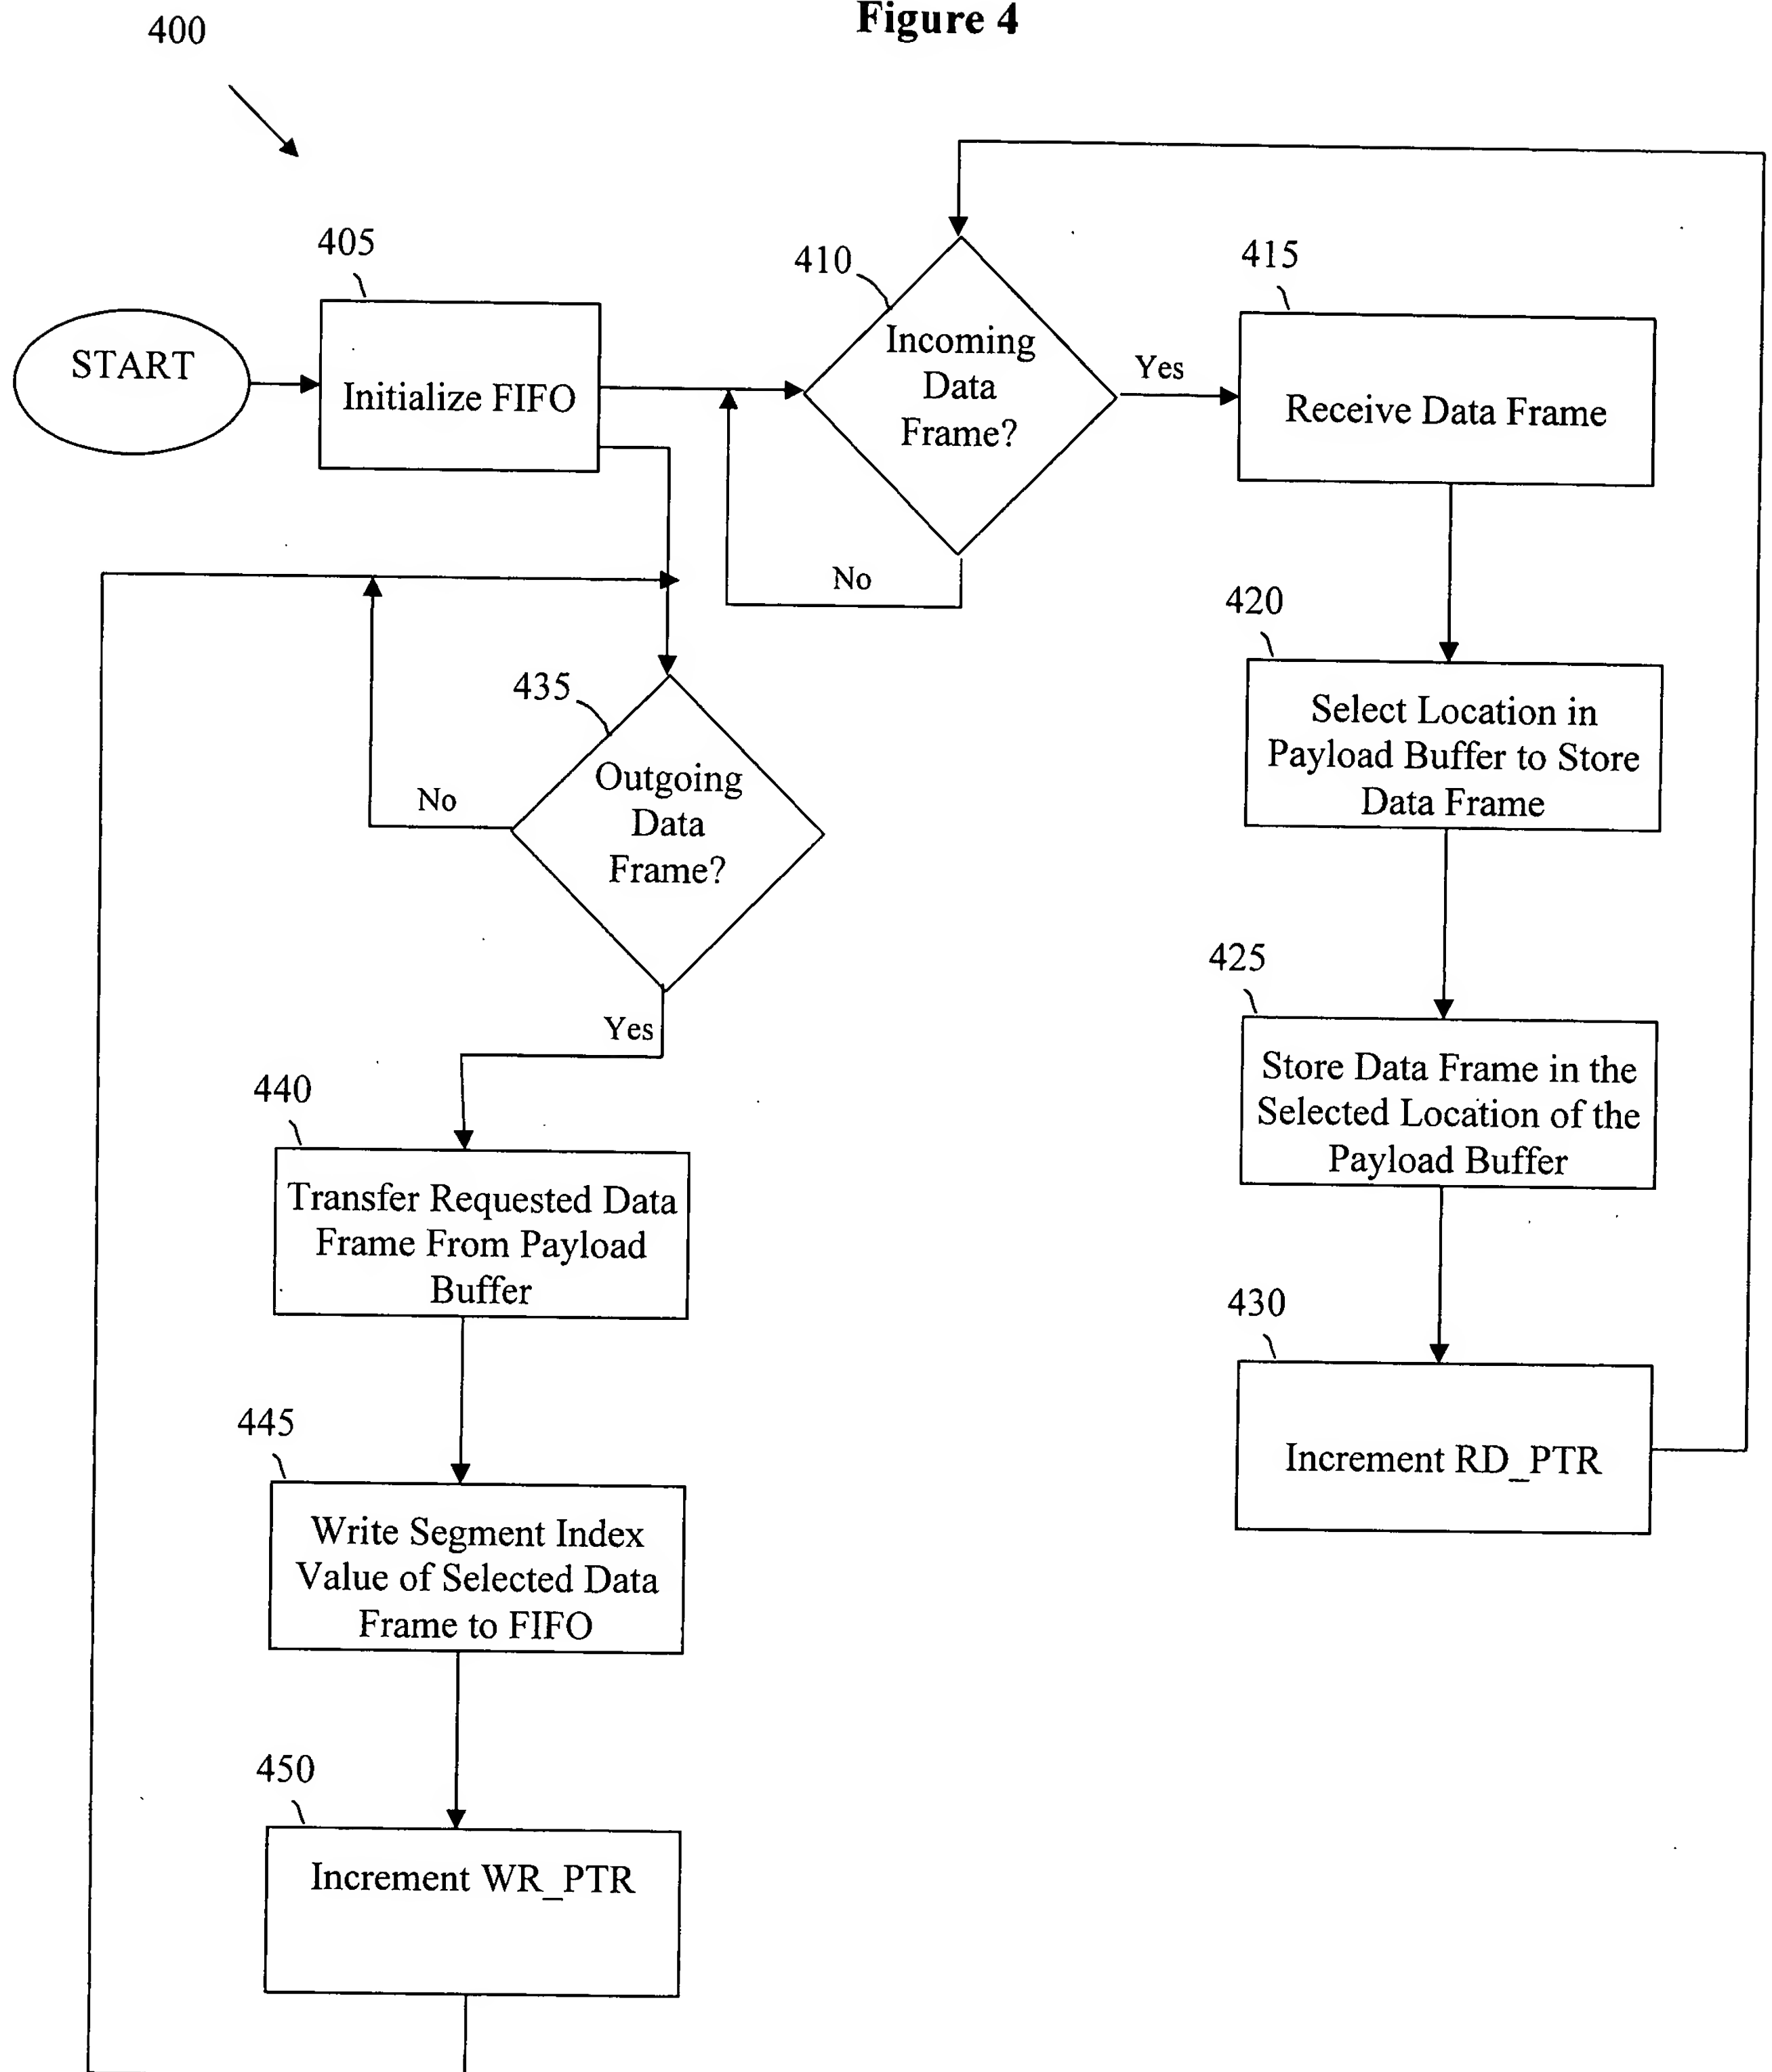 Figure 4
400
405
410
415
START
Initialize FIFO
Incoming
Data
Frame?
Yes
Receive Data Frame
No
420
Select Location in
Payload Buffer to Store
Data Frame
435
Outgoing
Data
Frame?
No
Yes
425
Store Data Frame in the
Selected Location of the
Payload Buffer
440
Transfer Requested Data
Frame From Payload
Buffer
430
Increment RD_PTR
445
Write Segment Index
Value of Selected Data
Frame to FIFO
450
Increment WR_PTR